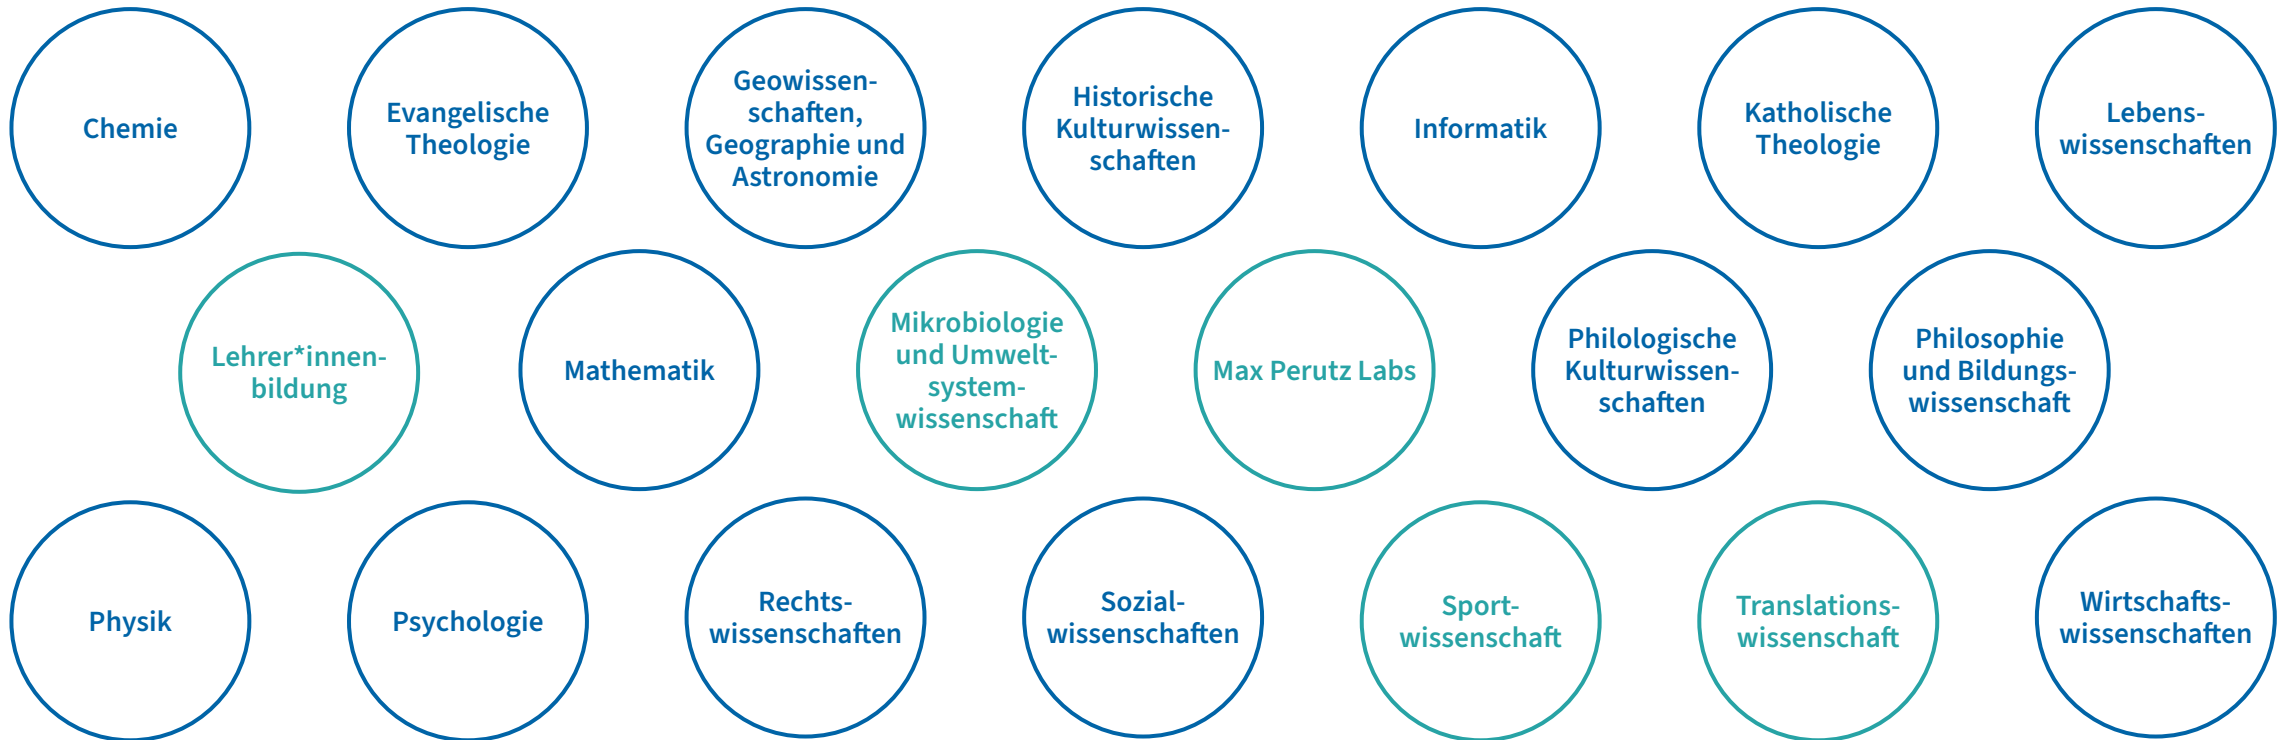 Chemie
Evangelische
Theologie
Geowissen-
schaften,
Geographie und
Astronomie
Historische
Kulturwissen-
schaften
Informatik
Katholische
Theologie
Lebens-
wissenschaften
Lehrer*innen-
bildung
Mathematik
Mikrobiologie
und Umwelt-
system-
wissenschaft
Max Perutz Labs
Philologische
Kulturwissen-
schaften
Philosophie
und Bildungs-
wissenschaft
Physik
Psychologie
Rechts-
wissenschaften
Sozial-
wissenschaften
Sport-
wissenschaft
Translations-
wissenschaft
Wirtschafts-
wissenschaften